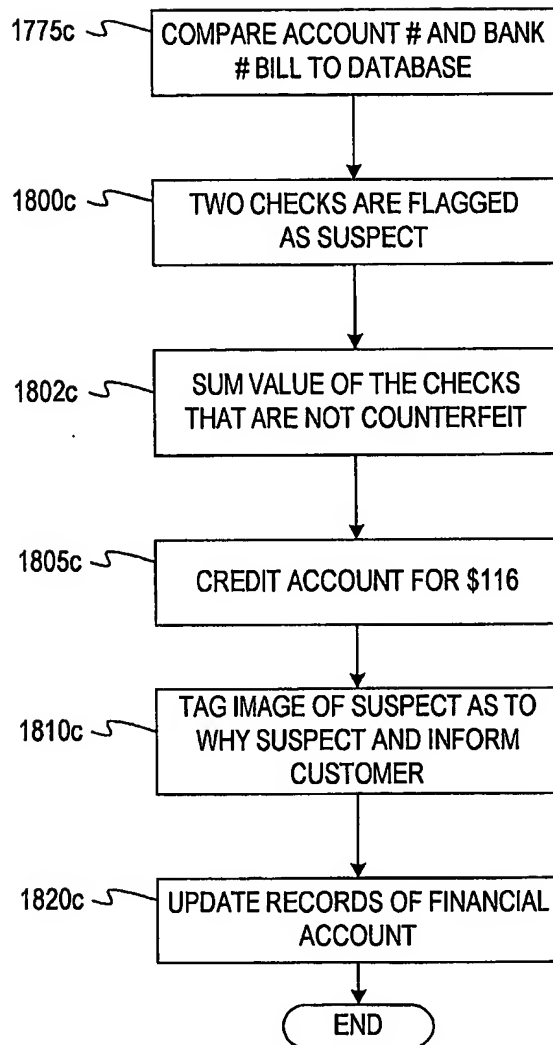 1775c
COMPARE ACCOUNT # AND BANK
# BILL TO DATABASE
1800c
TWO CHECKS ARE FLAGGED
AS SUSPECT
1802c
SUM VALUE OF THE CHECKS
THAT ARE NOT COUNTERFEIT
1805c
CREDIT ACCOUNT FOR $116
1810c
TAG IMAGE OF SUSPECT AS TO
WHY SUSPECT AND INFORM
CUSTOMER
1820c
UPDATE RECORDS OF FINANCIAL
ACCOUNT
END